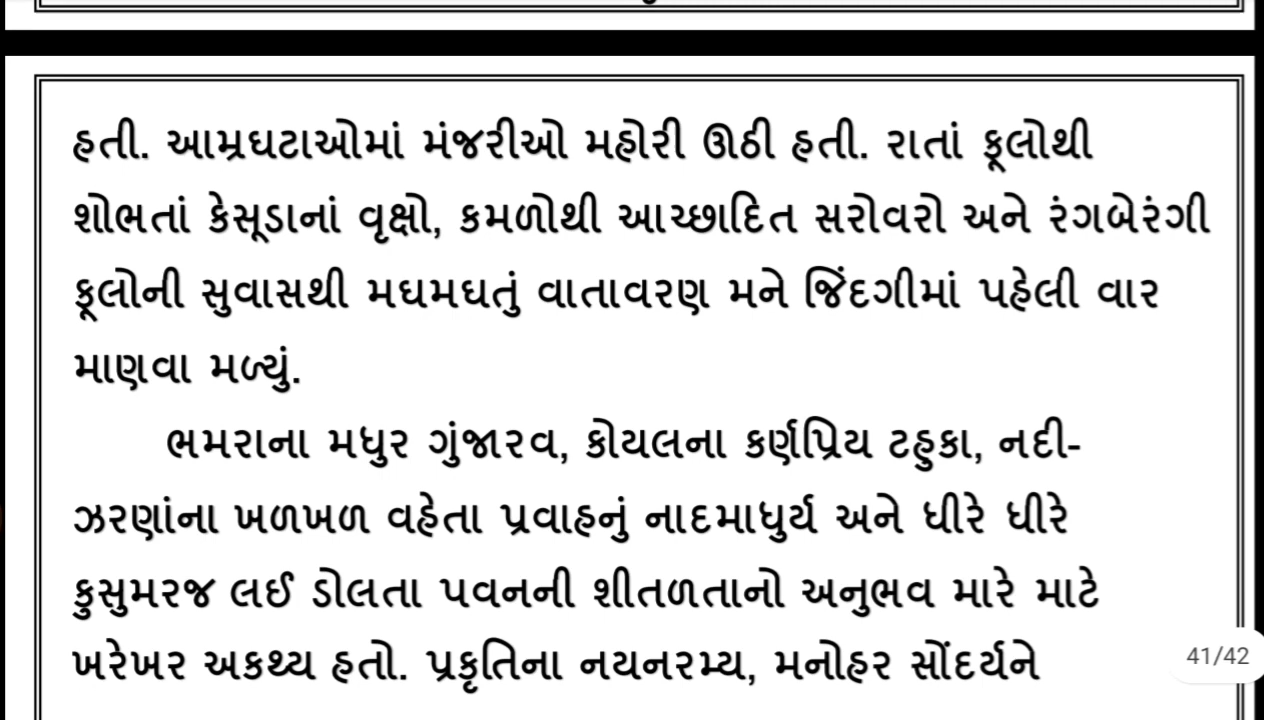 હતી. આમ્રઘટાઓમાં મંજરીઓ મહોરી ઊઠી હતી. રાતાં ફૂલોથી
શોભતાં કેસૂડાનાં વૃક્ષો, કમળોથી આચ્છાદિત સરોવરો અને રંગબેરંગી
ફૂલોની સુવાસથી મઘમઘતું વાતાવરણ મને જિંદગીમાં પહેલી વાર
માણવા મળ્યું.
ભમરાના મધુર ગુંજારવ, કોયલના કર્ણપ્રિય ટહુકા, નદી-
ઝરણાંના ખળખળ વહેતા પ્રવાહનું નાદમાધુર્ય અને ધીરે ધીરે
કુસુમરજ લઈ ડોલતા પવનની શીતળતાનો અનુભવ મારે માટે
ખરેખર અકથ્ય હતો. પ્રકૃતિના નયનરમ્ય, મનોહર સોંદર્યને
41/42